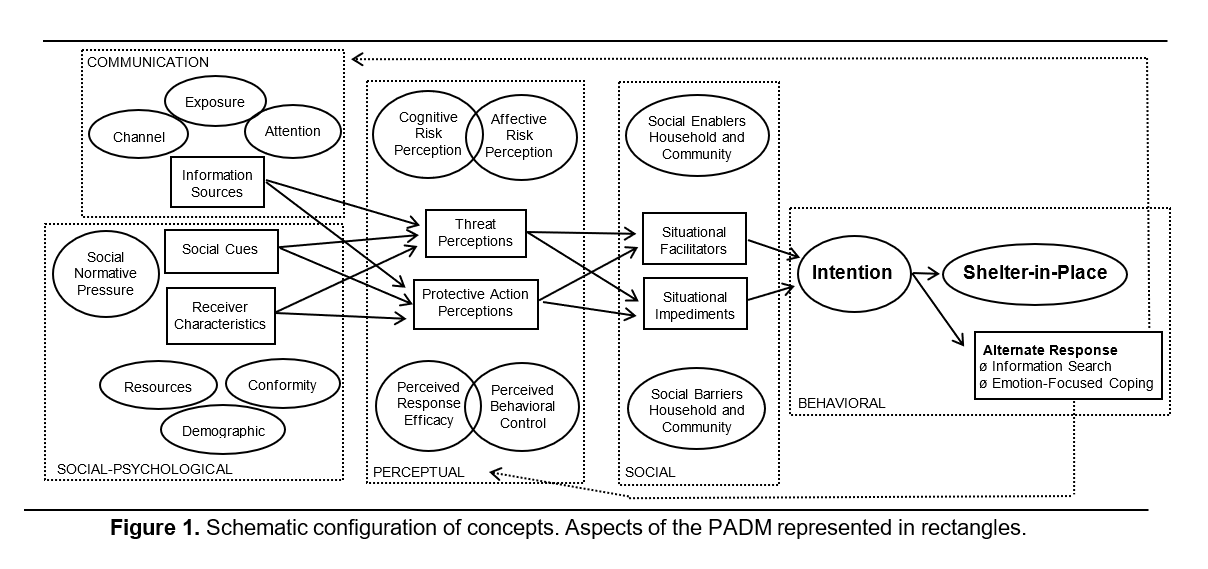 COMMUNICATION
Exposure
Channel
Attention
Information
Sources
Social
Normative
Pressure
Social Cues
Receiver
Characteristics
Resources
Conformity
Demographic
SOCIAL-PSYCHOLOGICAL
Cognitive
Risk
Perception
Affective
Risk
Perception
Threat
Perceptions
Protective Action
Perceptions
Perceived
Response
Efficacy
Perceived
Behavioral
Control
PERCEPTUAL
Social Enablers
Household and
Community
Situational
Facilitators
Situational
Impediments
Social Barriers
Household and
Community
SOCIAL
Intention
Shelter-in-Place
Alternate Response
ø Information Search
ø Emotion-Focused Coping
BEHAVIORAL
Figure 1. Schematic configuration of concepts. Aspects of the PADM represented in rectangles.